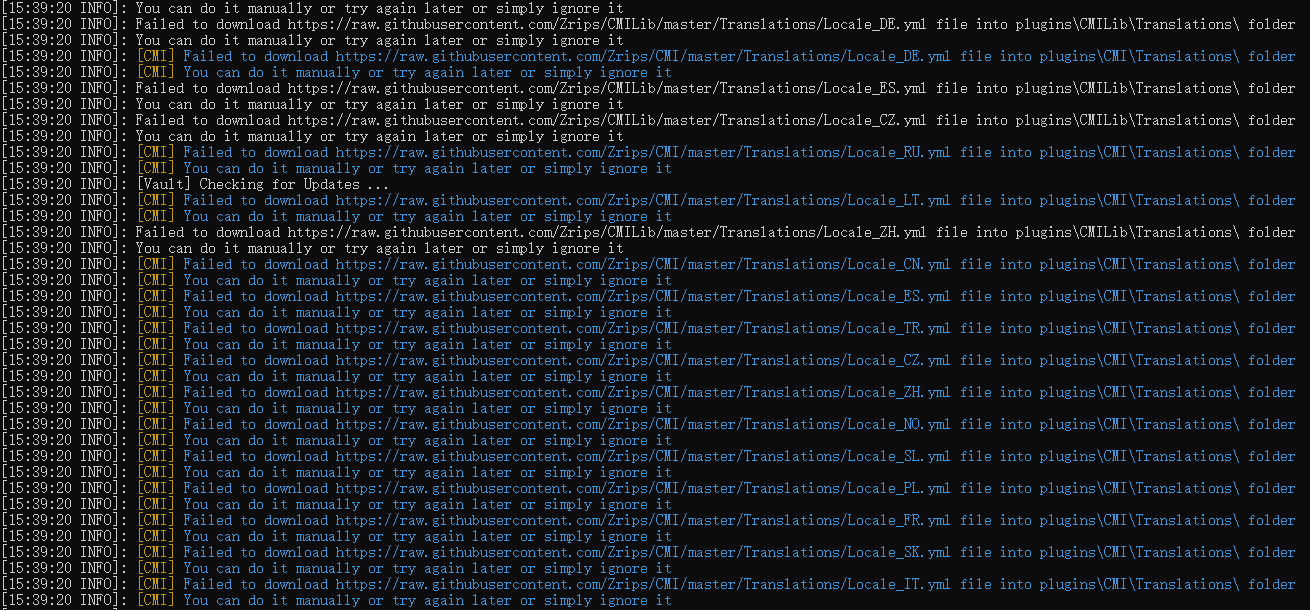 [15:39:20 INFO]: You can do it manually or try again later or simply ignore it
[15:39:20 INFO]: Failed to download https://raw.githubusercontent.com/Zrips/CMILib/master/Translations/Locale_DE.yml file into plugins\CMILib\Translations\ folder
[15:39:20 INFO]: You can do it manually or try again later or simply ignore it
[15:39:20 INFO]: [CMI] Failed to download https://raw.githubusercontent.com/Zrips/CMI/master/Translations/Locale_DE.yml file into plugins\CMI\Translations\ folder
[15:39:20 INFO]: [CMI] You can do it manually or try again later or simply ignore it
[15:39:20 INFO]: Failed to download https://raw.githubusercontent.com/Zrips/CMILib/master/Translations/Locale_ES.yml file into plugins\CMILib\Translations\ folder
[15:39:20 INFO]: You can do it manually or try again later or simply ignore it
[15:39:20 INFO]: Failed to download https://raw.githubusercontent.com/Zrips/CMILib/master/Translations/Locale_CZ.yml file into plugins\CMILib\Translations\ folder
[15:39:20 INFO]: You can do it manually or try again later or simply ignore it
[15:39:20 INFO]: [CMI] Failed to download https://raw.githubusercontent.com/Zrips/CMI/master/Translations/Locale_RU.yml file into plugins\CMI\Translations\ folder
[15:39:20 INFO]: [CMI] You can do it manually or try again later or simply ignore it
[15:39:20 INFO]: [Vault] Checking for Updates ...
[15:39:20 INFO]: [CMI] Failed to download https://raw.githubusercontent.com/Zrips/CMI/master/Translations/Locale_LT.yml file into plugins\CMI\Translations\ folder
[15:39:20 INFO]: [CMI] You can do it manually or try again later or simply ignore it
[15:39:20 INFO]: Failed to download https://raw.githubusercontent.com/Zrips/CMILib/master/Translations/Locale_ZH.yml file into plugins\CMILib\Translations\ folder
[15:39:20 INFO]: You can do it manually or try again later or simply ignore it
[15:39:20 INFO]: [CMI] Failed to download https://raw.githubusercontent.com/Zrips/CMI/master/Translations/Locale_CN.yml file into plugins\CMI\Translations\ folder
[15:39:20 INFO]: [CMI] You can do it manually or try again later or simply ignore it
[15:39:20 INFO]: [CMI] Failed to download https://raw.githubusercontent.com/Zrips/CMI/master/Translations/Locale_ES.yml file into plugins\CMI\Translations\ folder
[15:39:20 INFO]: [CMI] You can do it manually or try again later or simply ignore it
[15:39:20 INFO]: [CMI] Failed to download https://raw.githubusercontent.com/Zrips/CMI/master/Translations/Locale_TR.yml file into plugins\CMI\Translations\ folder
[15:39:20 INFO]: [CMI] You can do it manually or try again later or simply ignore it
[15:39:20 INFO]: [CMI] Failed to download https://raw.githubusercontent.com/Zrips/CMI/master/Translations/Locale_CZ.yml file into plugins\CMI\Translations\ folder
[15:39:20 INFO]: [CMI] You can do it manually or try again later or simply ignore it
[15:39:20 INFO]: [CMI] Failed to download https://raw.githubusercontent.com/Zrips/CMI/master/Translations/Locale_ZH.yml file into plugins\CMI\Translations\ folder
[15:39:20 INFO]: [CMI] You can do it manually or try again later or simply ignore it
[15:39:20 INFO]: [CMI] Failed to download https://raw.githubusercontent.com/Zrips/CMI/master/Translations/Locale_NO.yml file into plugins\CMI\Translations\ folder
[15:39:20 INFO]: [CMI] You can do it manually or try again later or simply ignore it
[15:39:20 INFO]: [CMI] Failed to download https://raw.githubusercontent.com/Zrips/CMI/master/Translations/Locale_SL.yml file into plugins\CMI\Translations\ folder
[15:39:20 INFO]: [CMI] You can do it manually or try again later or simply ignore it
[15:39:20 INFO]: [CMI] Failed to download https://raw.githubusercontent.com/Zrips/CMI/master/Translations/Locale_PL.yml file into plugins\CMI\Translations\ folder
[15:39:20 INFO]: [CMI] You can do it manually or try again later or simply ignore it
[15:39:20 INFO]: [CMI] Failed to download https://raw.githubusercontent.com/Zrips/CMI/master/Translations/Locale_FR.yml file into plugins\CMI\Translations\ folder
[15:39:20 INFO]: [CMI] You can do it manually or try again later or simply ignore it
[15:39:20 INFO]: [CMI] Failed to download https://raw.githubusercontent.com/Zrips/CMI/master/Translations/Locale_SK.yml file into plugins\CMI\Translations\ folder
[15:39:20 INFO]: [CMI] You can do it manually or try again later or simply ignore it
[15:39:20 INFO]: [CMI] Failed to download https://raw.githubusercontent.com/Zrips/CMI/master/Translations/Locale_IT.yml file into plugins\CMI\Translations\ folder
[15:39:20 INFO]: [CMI] You can do it manually or try again later or simply ignore it